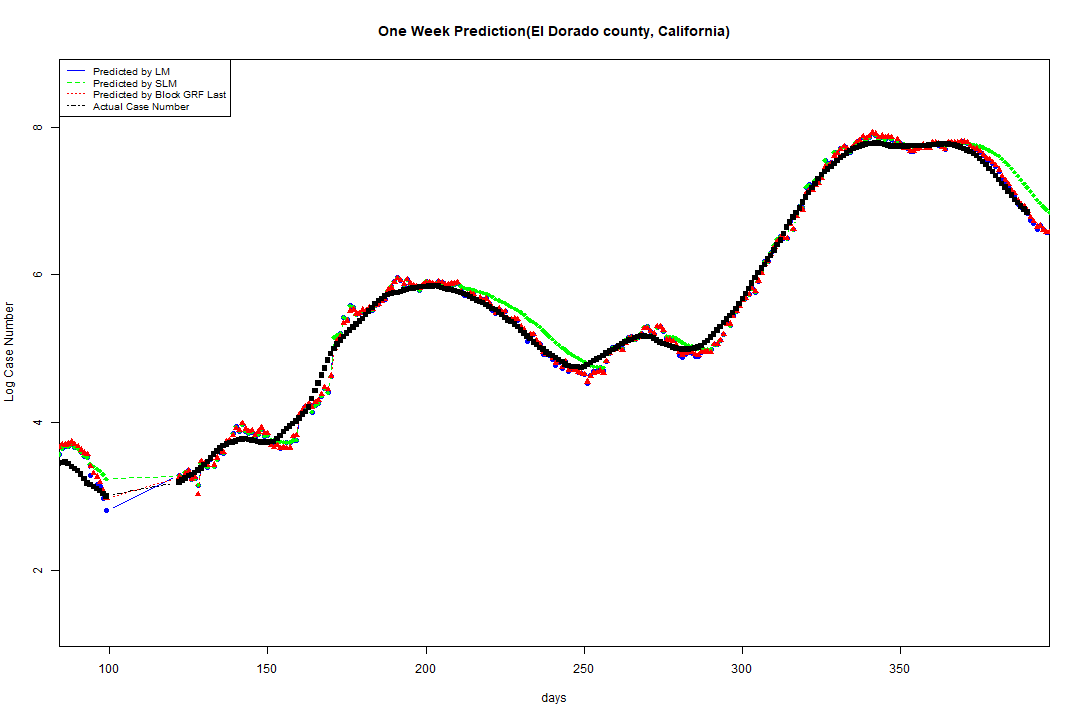 One Week Prediction(El Dorado county, California)
Predicted by LM
Predicted by SLM
Predicted by Block GRF Last
Actual Case Number
8
6
4
2
Log Case Number
100 150 200 250 300 350
days